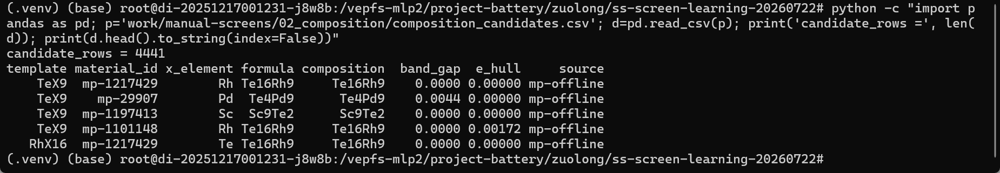 (.venv) (base) root@di-20251217001231-j8w8b:/vepfs-mlp2/project-battery/zuolong/ss-screen-learning-20260722# python -c "import p
andas as pd; p='work/manual-screens/02_composition/composition_candidates.csv'; d=pd.read_csv(p); print('candidate_rows =', len(
d)); print(d.head().to_string(index=False))"
candidate_rows = 4441
template material_id x_element formula composition  band_gap  e_hull     source
    TeX9  mp-1217429        Rh Te16Rh9     Te16Rh9    0.0000 0.00000 mp-offline
    TeX9    mp-29907        Pd  Te4Pd9      Te4Pd9    0.0044 0.00000 mp-offline
    TeX9  mp-1197413        Sc  Sc9Te2      Sc9Te2    0.0000 0.00000 mp-offline
    TeX9  mp-1101148        Rh Te16Rh9     Te16Rh9    0.0000 0.00172 mp-offline
   RhX16  mp-1217429        Te Te16Rh9     Te16Rh9    0.0000 0.00000 mp-offline
(.venv) (base) root@di-20251217001231-j8w8b:/vepfs-mlp2/project-battery/zuolong/ss-screen-learning-20260722#